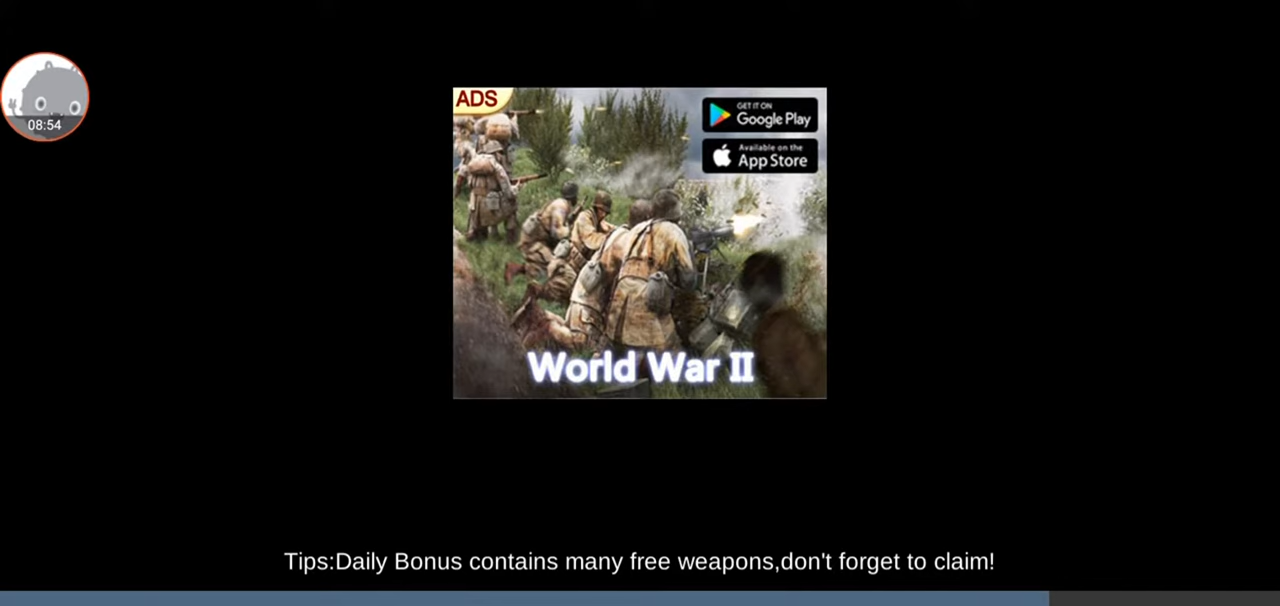 ADS
GET IT ON
Google Play
Available on the
App Store
08:54
World War II
Tips:Daily Bonus contains many free weapons,don't forget to claim!